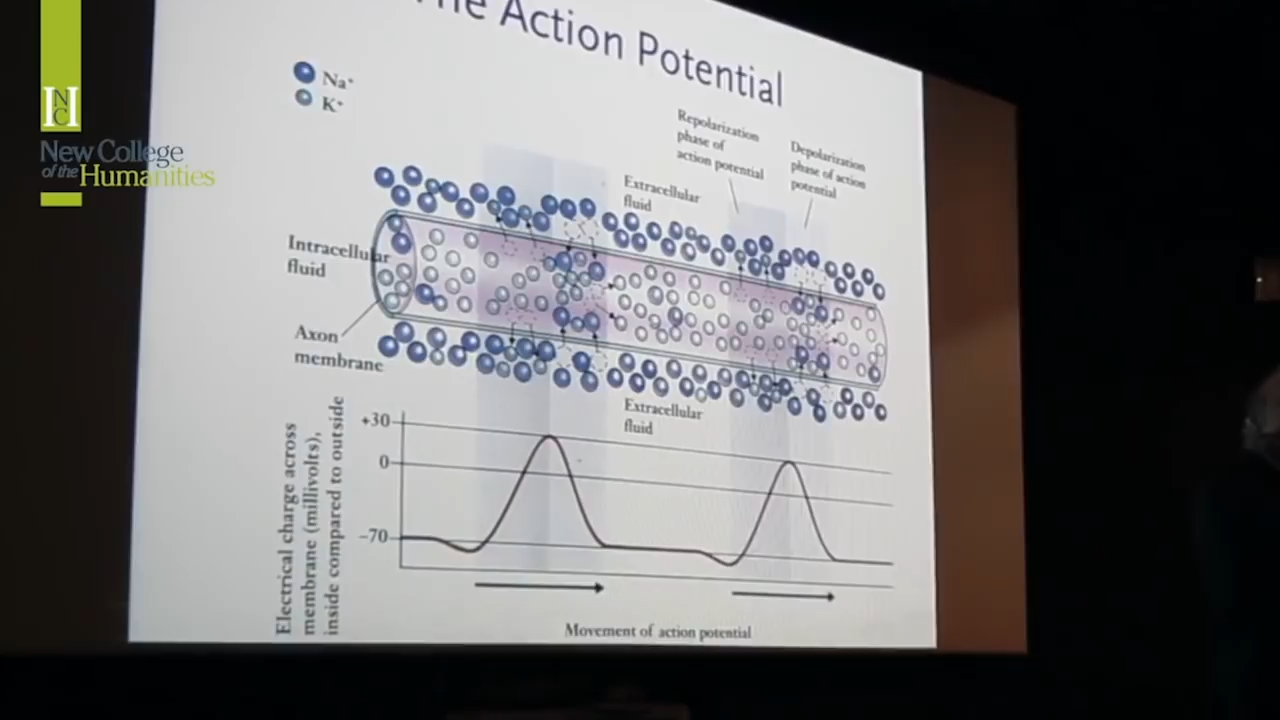 The Action Potential
NHC
New College
of the Humanities
Na+
K+
Repolarization
phase of
action potential
Depolarization
phase of action
potential
Extracellular
fluid
Intracellular
fluid
Axon
membrane
Extracellular
fluid
Electrical charge across
membrane (millivolts),
inside compared to outside
+30
0
-70
Movement of action potential